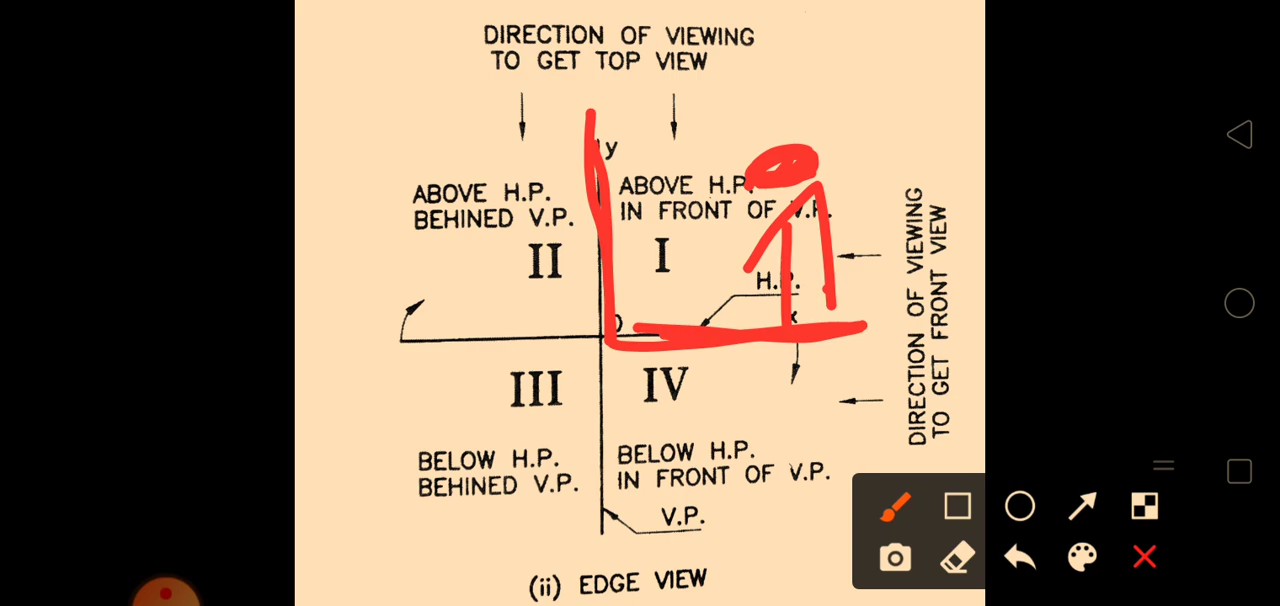 DIRECTION OF VIEWING
TO GET TOP VIEW
y
ABOVE H.P.
BEHINED V.P.
ABOVE H.P.
IN FRONT OF V.P.
II
I
H.P.
x
III
IV
BELOW H.P.
BEHINED V.P.
BELOW H.P.
IN FRONT OF V.P.
V.P.
DIRECTION OF VIEWING
TO GET FRONT VIEW
(ii) EDGE VIEW